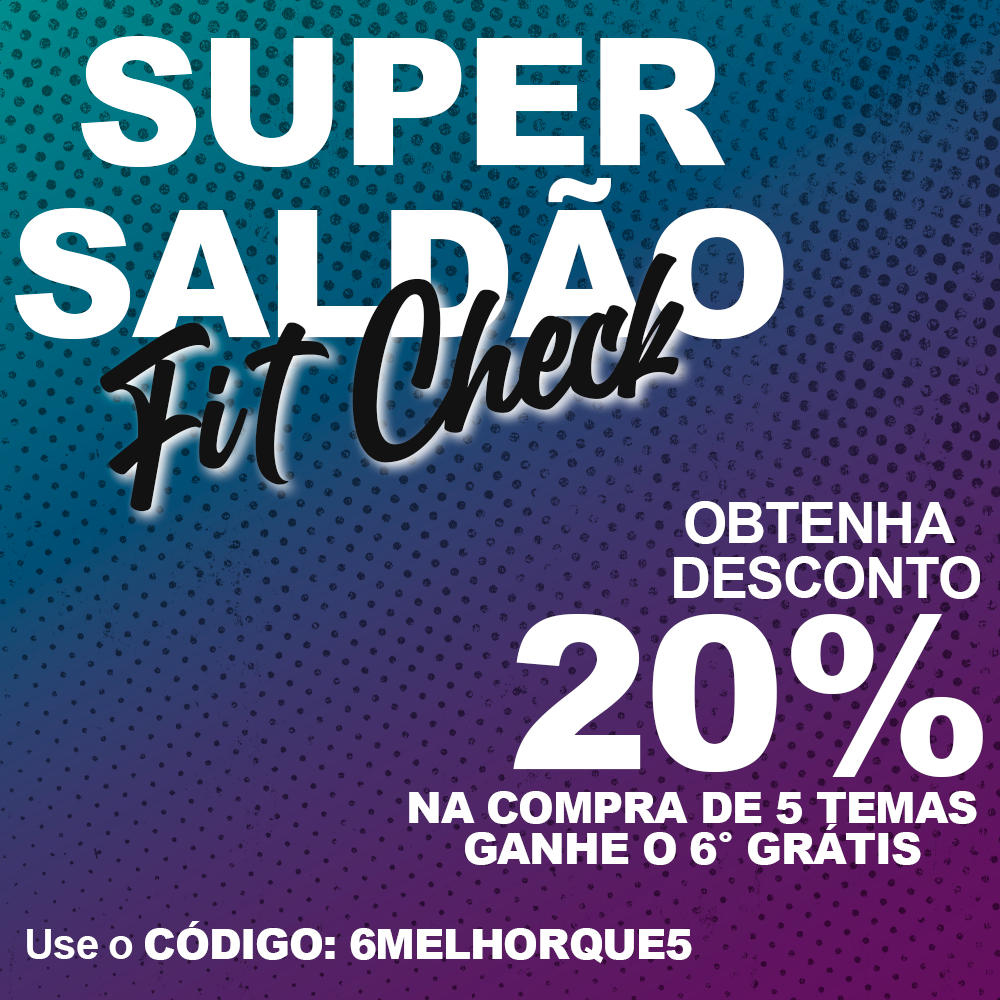 SUPER
SALDÃO
Fit Check
OBTENHA
DESCONTO
20%
NA COMPRA DE 5 TEMAS
GANHE O 6° GRÁTIS
Use o CÓDIGO: 6MELHORQUE5